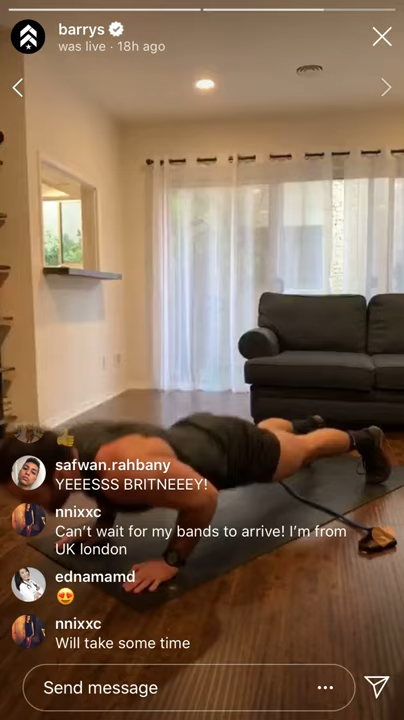 barrys
was live · 18h ago
safwan.rahbany
YEEESSS BRITNEEEY!
nnixxc
Can't wait for my bands to arrive! I'm from
UK london
ednamamd
😍
nnixxc
Will take some time
Send message